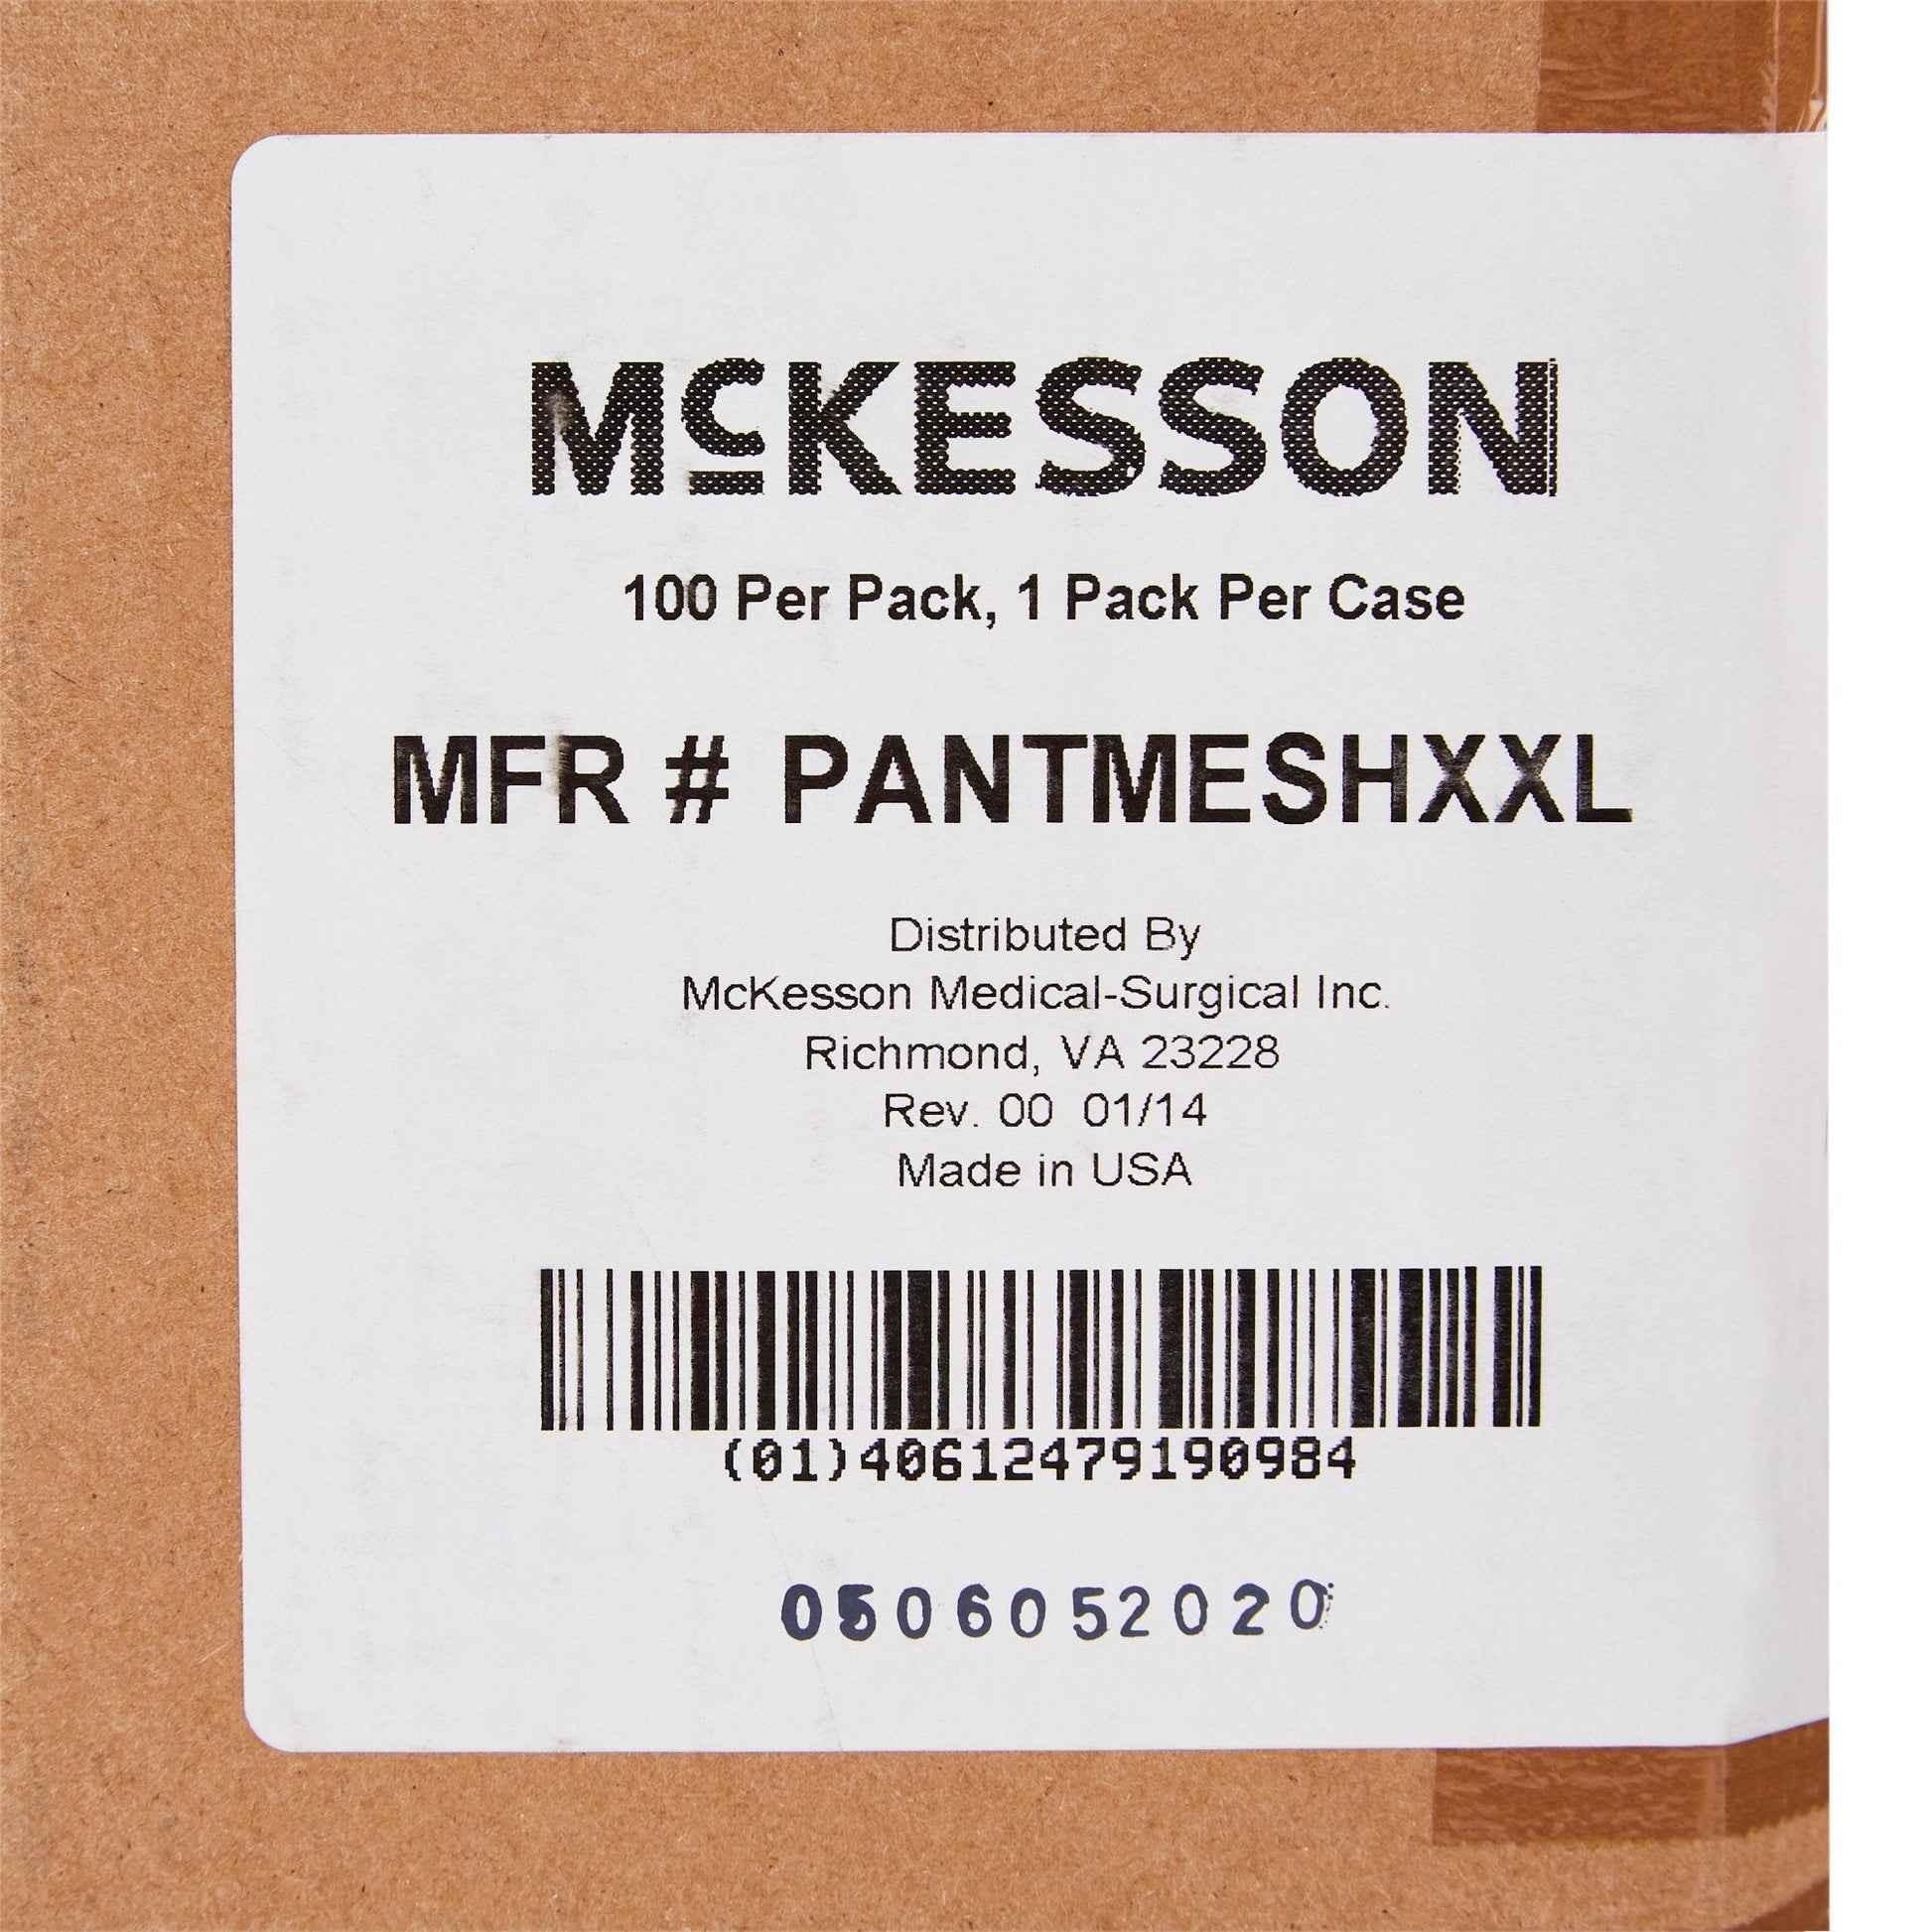 McKESSON
100 Per Pack, 1 Pack Per Case
MFR # PANTMESHXXL
Distributed By
McKesson Medical-Surgical Inc.
Richmond, VA 23228
Rev. 00 01/14
Made in USA
(01)40612479190984
0506052020